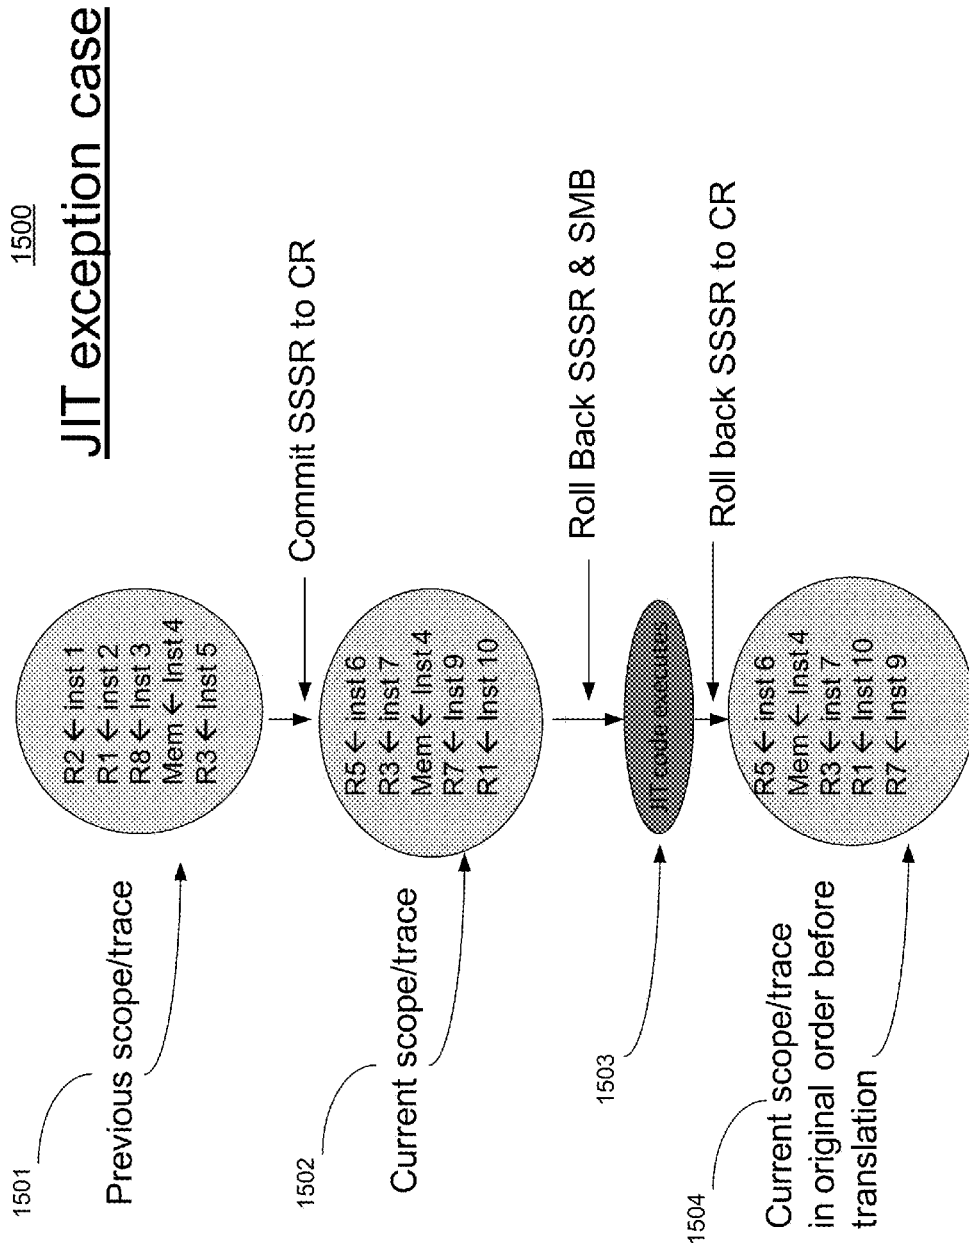 1500
JIT exception case
1501
Previous scope/trace
R2 ← inst 1
R1 ← Inst 2
R8 ← Inst 3
Mem ← Inst 4
R3 ← Inst 5
Commit SSSR to CR
1502
Current scope/trace
R5 ← inst 6
R3 ← inst 7
Mem ← Inst 4
R7 ← Inst 9
R1 ← Inst 10
Roll Back SSSR & SMB
1503
JIT code executes
Roll back SSSR to CR
1504
Current scope/trace
in original order before
translation
R5 ← inst 6
Mem ← Inst 4
R3 ← inst 7
R1 ← Inst 10
R7 ← Inst 9